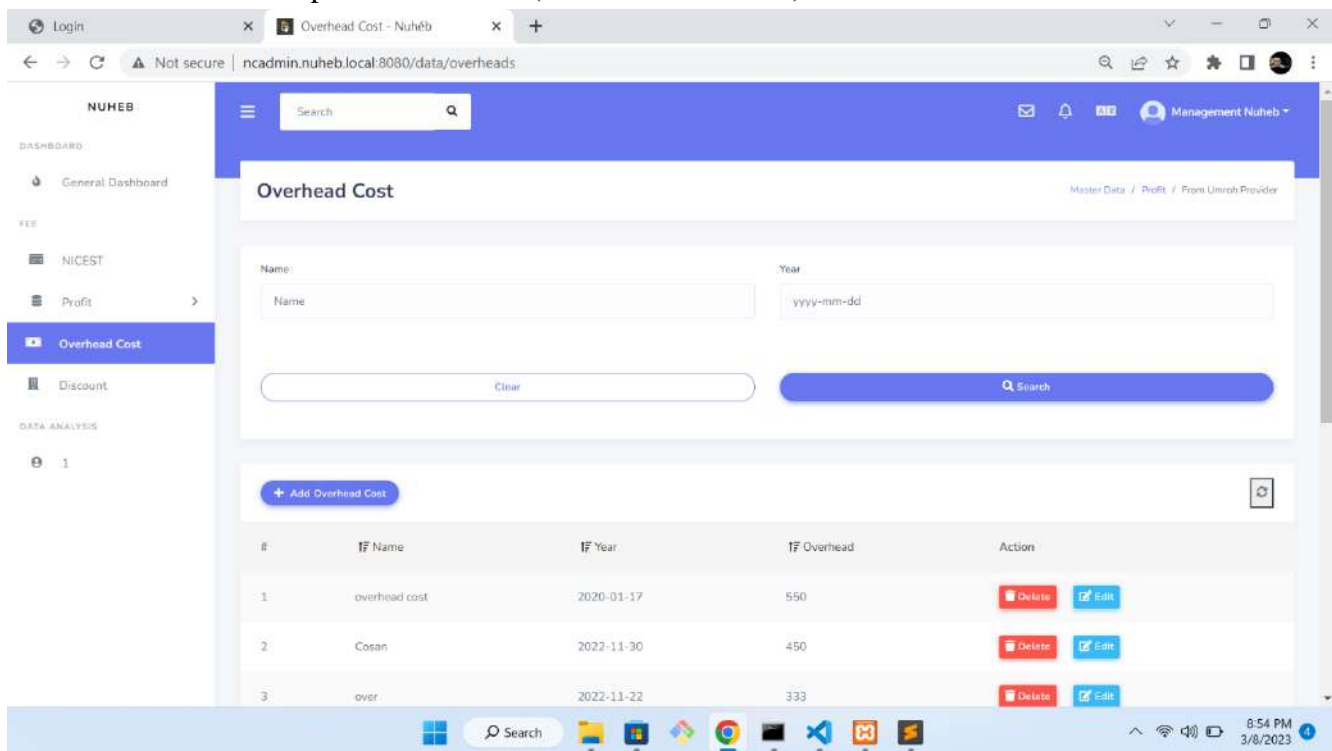 Login
Overhead Cost - Nuhéb
Not secure | ncadmin.nuheb.local:8080/data/overheads
NUHEB
Search
Management Nuheb
DASHBOARD
General Dashboard
Overhead Cost
Master Data / Profit / From Umroh Provider
FEE
NICEST
Name
Year
Profit
Name
yyyy-mm-dd
Overhead Cost
Discount
Clear
Search
DATA ANALYSIS
1
+ Add Overhead Cost
# Name Year Overhead Action
1 overhead cost 2020-01-17 550 Delete Edit
2 Cosan 2022-11-30 450 Delete Edit
3 over 2022-11-22 333 Delete Edit
Search
8:54 PM
3/8/2023
4